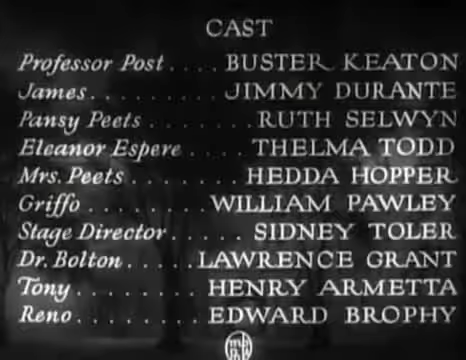 CAST
Professor Post.... BUSTER KEATON
James......... JIMMY DURANTE
Pansy Peets........ RUTH SELWYN
Eleanor Espere..... THELMA TODD
Mrs. Peets........ HEDDA HOPPER
Griffo......... WILLIAM PAWLEY
Stage Director..... SIDNEY TOLER
Dr. Bolton..... LAWRENCE GRANT
Tony......... HENRY ARMETTA
Reno......... EDWARD BROPHY